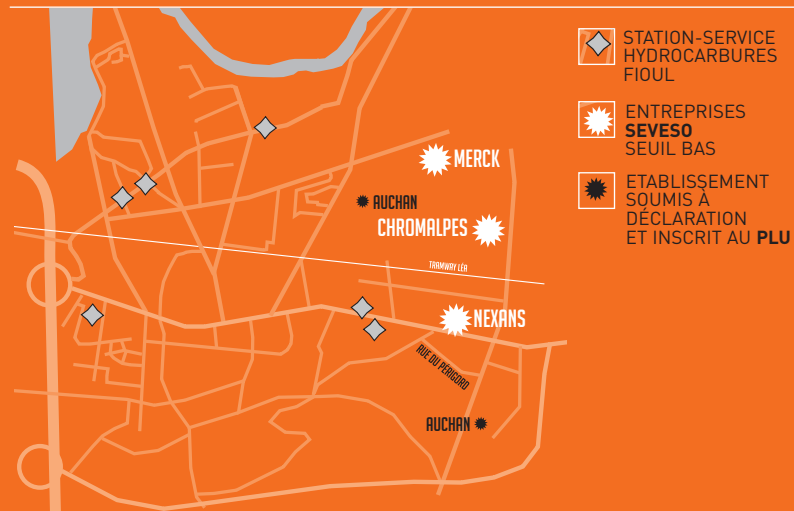 STATION-SERVICE
HYDROCARBURES
FIOUL
ENTREPRISES
SEVESO
SEUIL BAS
ETABLISSEMENT
SOUMIS À
DÉCLARATION
ET INSCRIT AU PLU
MERCK
AUCHAN
CHROMALPES
TRAMWAY LÉA
NEXANS
RUE DU PÉRIGORD
AUCHAN